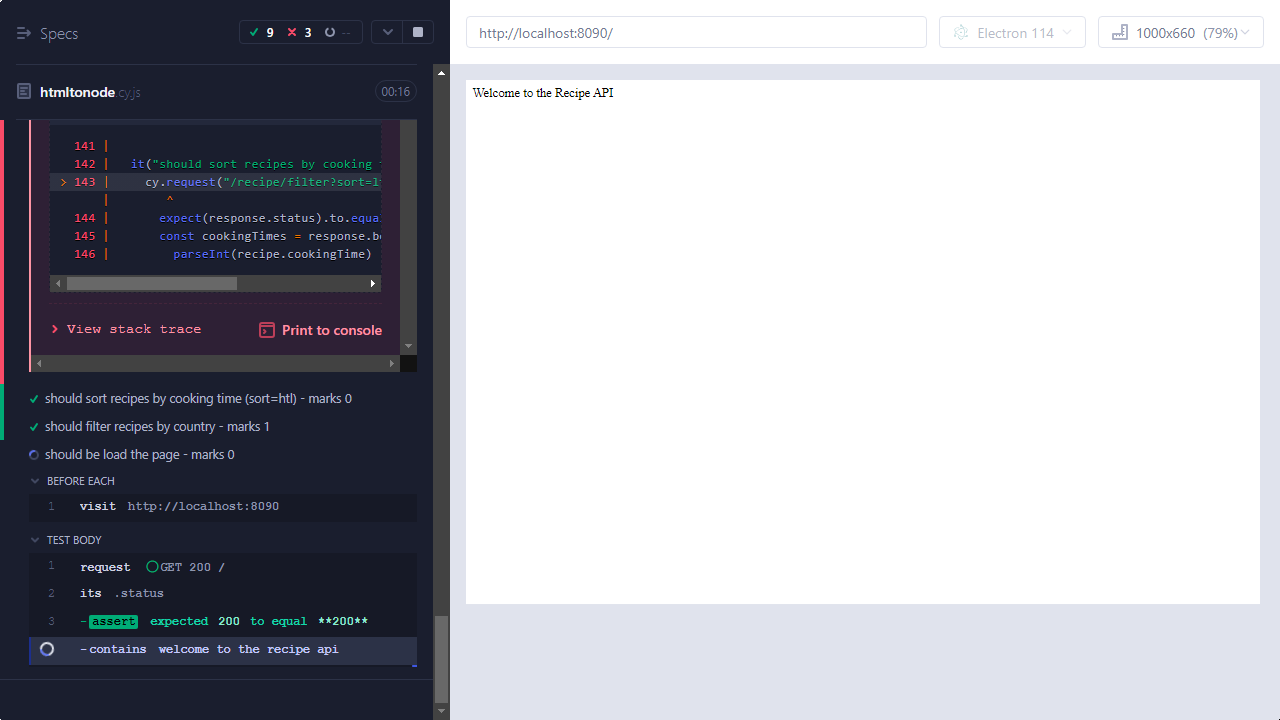 Specs
9
3
--
htmltonode.cy.js
00:16
141 |
142 | it("should sort recipes by cooking
> 143 | cy.request("/recipe/filter?sort=l
| ^
144 | expect(response.status).to.equal
145 | const cookingTimes = response.bo
146 | parseInt(recipe.cookingTime)
View stack trace
Print to console
should sort recipes by cooking time (sort=htl) - marks 0
should filter recipes by country - marks 1
should be load the page - marks 0
BEFORE EACH
1 visit http://localhost:8090
TEST BODY
1 request GET 200 /
2 its .status
3 -assert expected 200 to equal **200**
-contains welcome to the recipe api
http://localhost:8090/
Electron 114
1000x660 (79%)
Welcome to the Recipe API